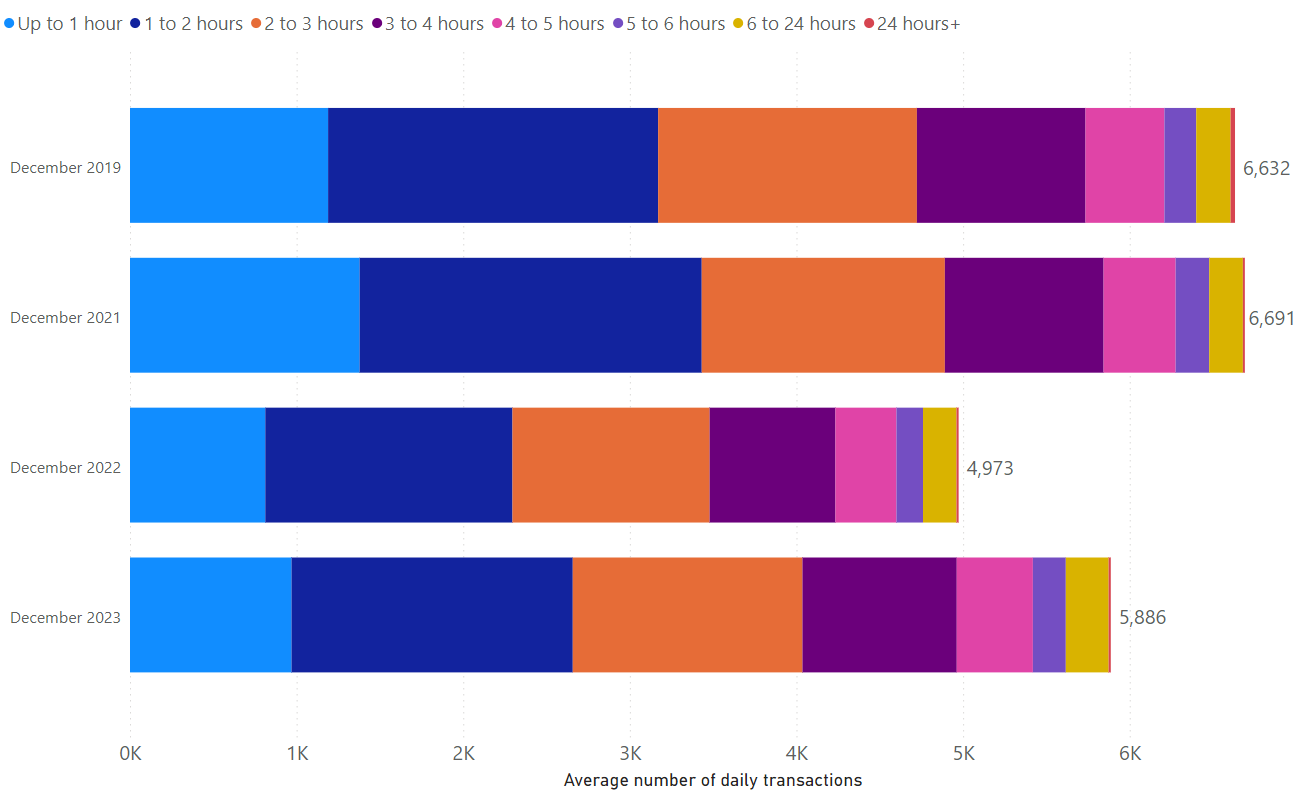 Up to 1 hour 1 to 2 hours 2 to 3 hours 3 to 4 hours 4 to 5 hours 5 to 6 hours 6 to 24 hours 24 hours+
December 2019 6,632
December 2021 6,691
December 2022 4,973
December 2023 5,886
0K 1K 2K 3K 4K 5K 6K
Average number of daily transactions